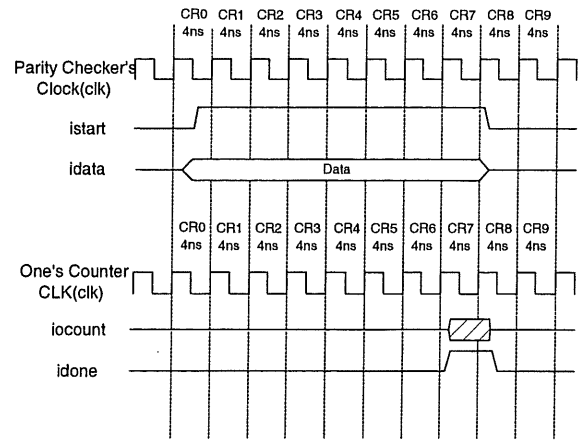 CR0 CR1 CR2 CR3 CR4 CR5 CR6 CR7 CR8 CR9
4ns 4ns 4ns 4ns 4ns 4ns 4ns 4ns 4ns 4ns
Parity Checker's
Clock(clk)
istart
idata
Data
CR0 CR1 CR2 CR3 CR4 CR5 CR6 CR7 CR8 CR9
4ns 4ns 4ns 4ns 4ns 4ns 4ns 4ns 4ns 4ns
One's Counter
CLK(clk)
iocount
idone